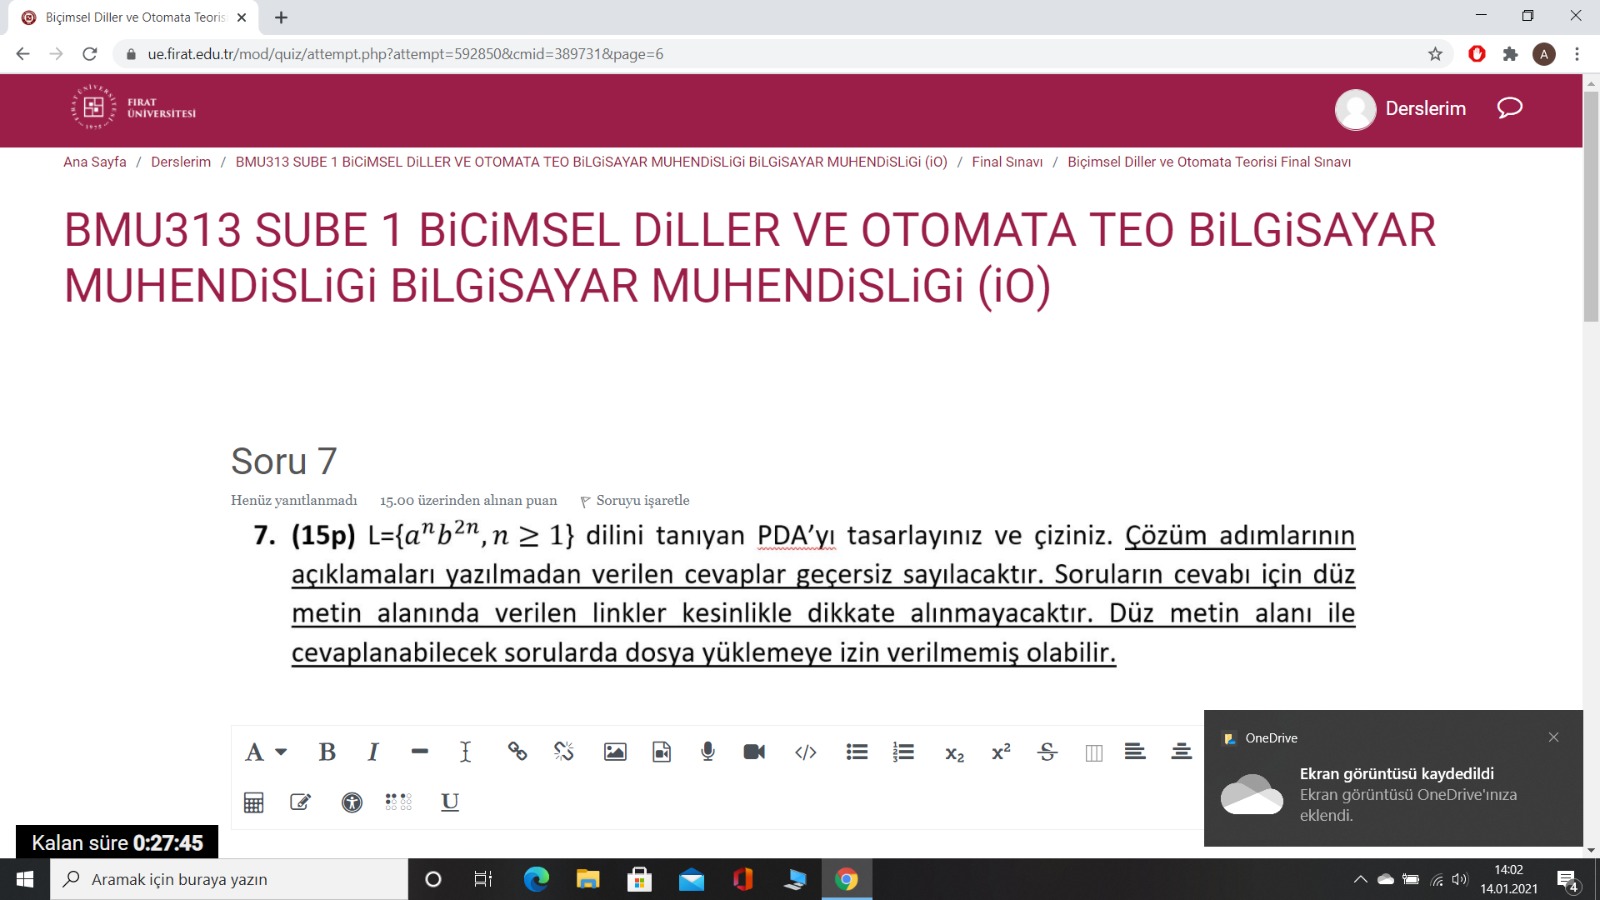 Biçimsel Diller ve Otomata Teoris
ue.firat.edu.tr/mod/quiz/attempt.php?attempt=592850&cmid=389731&page=6
A
FIRAT
ÜNİVERSİTESİ
Derslerim
Ana Sayfa / Derslerim / BMU313 SUBE 1 BiCiMSEL DiLLER VE OTOMATA TEO BiLGiSAYAR MUHENDiSLiGi BiLGiSAYAR MUHENDiSLiGi (iO) / Final Sınavı / Biçimsel Diller ve Otomata Teorisi Final Sınavı
BMU313 SUBE 1 BiCiMSEL DiLLER VE OTOMATA TEO BiLGiSAYAR
MUHENDiSLiGi BiLGiSAYAR MUHENDiSLiGi (iO)
Soru 7
Henüz yanıtlanmadı 15.00 üzerinden alınan puan Soruyu işaretle
7. (15p) L={aⁿb²ⁿ, n ≥ 1} dilini tanıyan PDA’yı tasarlayınız ve çiziniz. Çözüm adımlarının
açıklamaları yazılmadan verilen cevaplar geçersiz sayılacaktır. Soruların cevabı için düz
metin alanında verilen linkler kesinlikle dikkate alınmayacaktır. Düz metin alanı ile
cevaplanabilecek sorularda dosya yüklemeye izin verilmemiş olabilir.
OneDrive
Ekran görüntüsü kaydedildi
Ekran görüntüsü OneDrive'ınıza
eklendi.
Kalan süre 0:27:45
Aramak için buraya yazın
14:02
14.01.2021
4